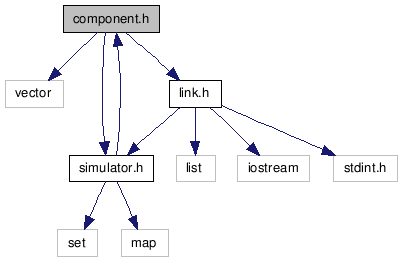 component.h
vector
link.h
simulator.h
list
iostream
stdint.h
set
map